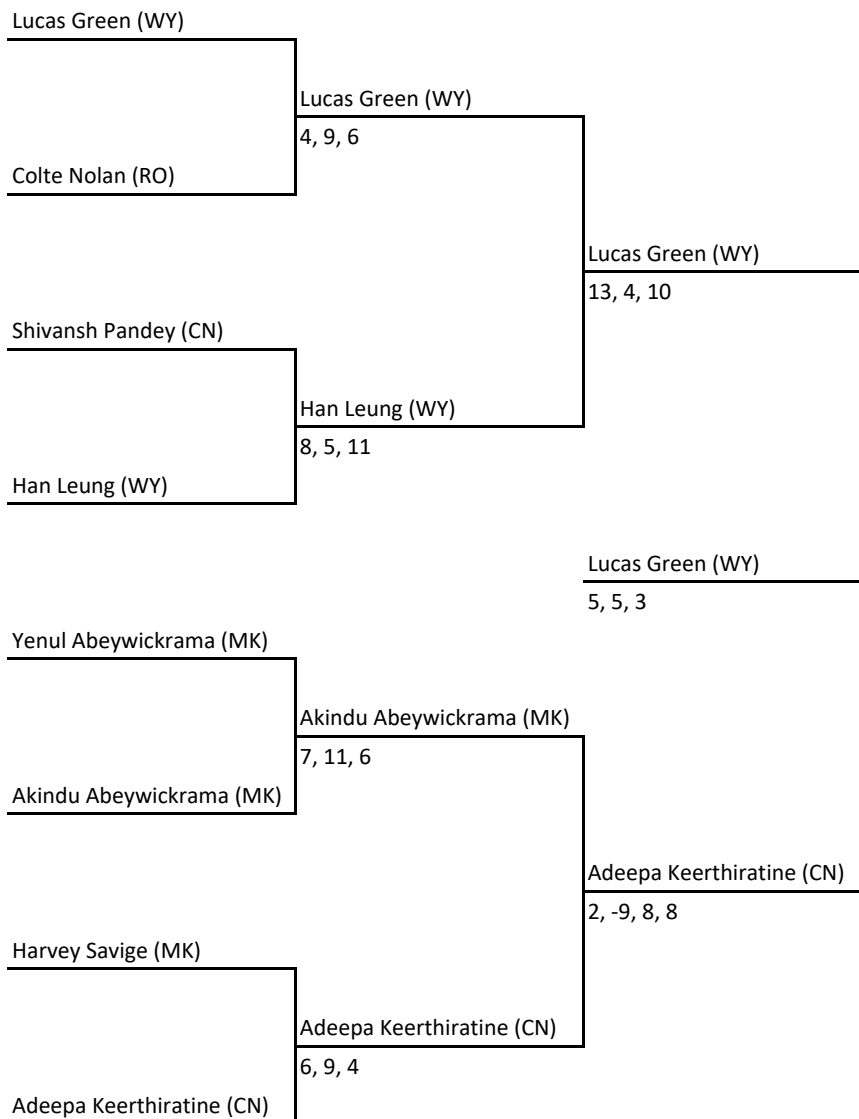 Lucas Green (WY)
Lucas Green (WY)
4, 9, 6
Colte Nolan (RO)
Lucas Green (WY)
13, 4, 10
Shivansh Pandey (CN)
Han Leung (WY)
8, 5, 11
Han Leung (WY)
Lucas Green (WY)
5, 5, 3
Yenul Abeywickrama (MK)
Akindu Abeywickrama (MK)
7, 11, 6
Akindu Abeywickrama (MK)
Adeepa Keerthiratine (CN)
2, -9, 8, 8
Harvey Savige (MK)
Adeepa Keerthiratine (CN)
6, 9, 4
Adeepa Keerthiratine (CN)